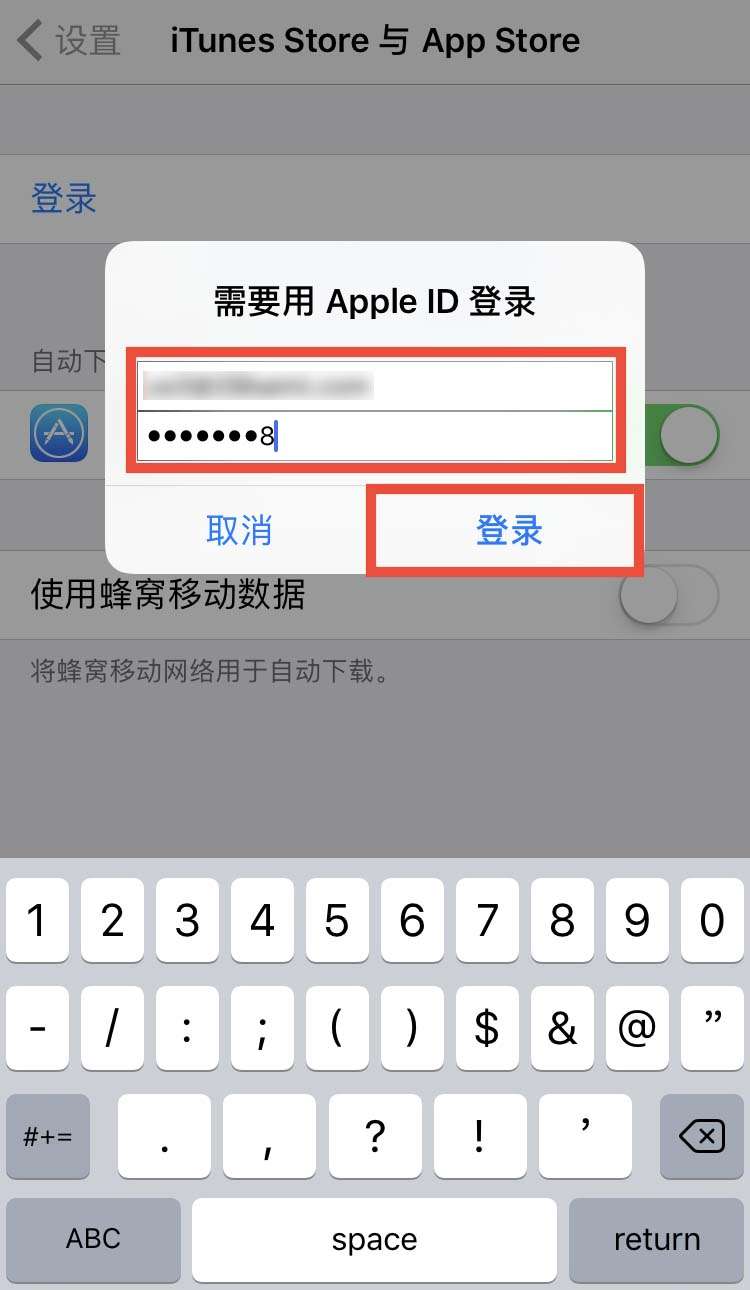 设置 iTunes Store 与 App Store
登录
需要用 Apple ID 登录
自动下
•••••••8
取消 登录
使用蜂窝移动数据
将蜂窝移动网络用于自动下载。
1 2 3 4 5 6 7 8 9 0
- / : ; ( ) $ & @ ”
#+= . , ? ! ’
ABC space return